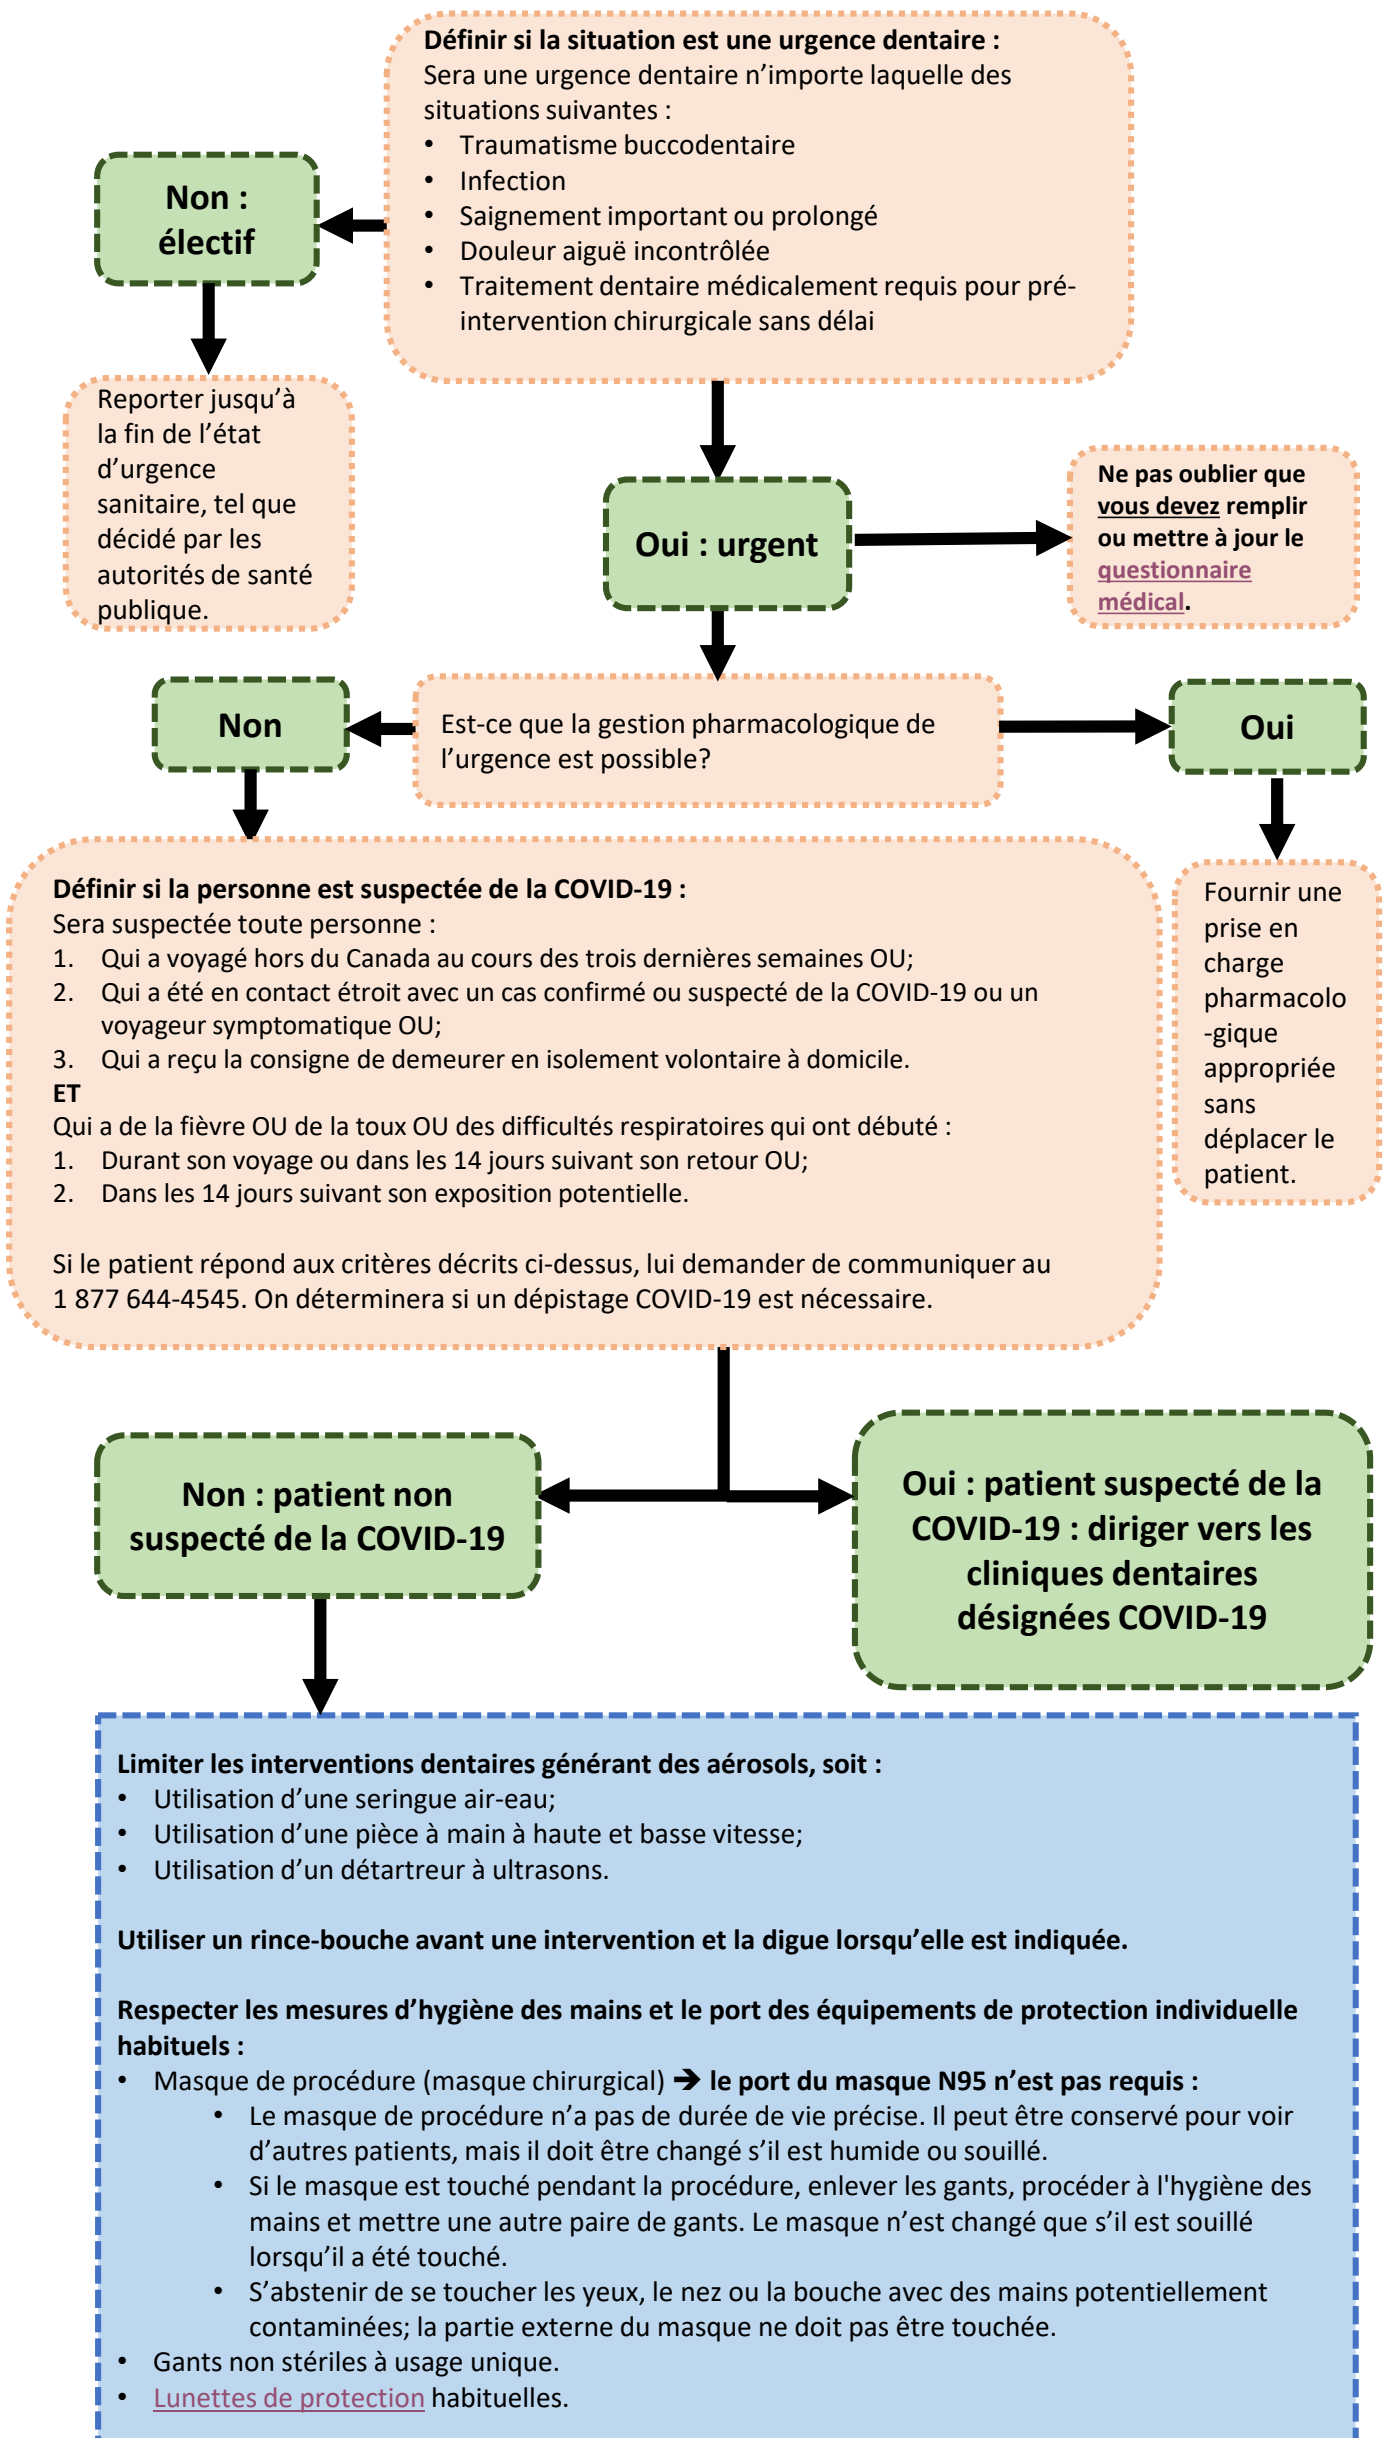 Définir si la situation est une urgence dentaire :
Sera une urgence dentaire n’importe laquelle des
situations suivantes :
• Traumatisme buccodentaire
• Infection
• Saignement important ou prolongé
• Douleur aiguë incontrôlée
• Traitement dentaire médicalement requis pour pré-
intervention chirurgicale sans délai
Non :
électif
Reporter jusqu’à
la fin de l’état
d’urgence
sanitaire, tel que
décidé par les
autorités de santé
publique.
Oui : urgent
Ne pas oublier que
vous devez remplir
ou mettre à jour le
questionnaire
médical.
Non
Est-ce que la gestion pharmacologique de
l’urgence est possible?
Oui
Fournir une
prise en
charge
pharmacolo
-gique
appropriée
sans
déplacer le
patient.
Définir si la personne est suspectée de la COVID-19 :
Sera suspectée toute personne :
1. Qui a voyagé hors du Canada au cours des trois dernières semaines OU;
2. Qui a été en contact étroit avec un cas confirmé ou suspecté de la COVID-19 ou un
voyageur symptomatique OU;
3. Qui a reçu la consigne de demeurer en isolement volontaire à domicile.
ET
Qui a de la fièvre OU de la toux OU des difficultés respiratoires qui ont débuté :
1. Durant son voyage ou dans les 14 jours suivant son retour OU;
2. Dans les 14 jours suivant son exposition potentielle.
Si le patient répond aux critères décrits ci-dessus, lui demander de communiquer au
1 877 644-4545. On déterminera si un dépistage COVID-19 est nécessaire.
Non : patient non
suspecté de la COVID-19
Oui : patient suspecté de la
COVID-19 : diriger vers les
cliniques dentaires
désignées COVID-19
Limiter les interventions dentaires générant des aérosols, soit :
• Utilisation d’une seringue air-eau;
• Utilisation d’une pièce à main à haute et basse vitesse;
• Utilisation d’un détartreur à ultrasons.
Utiliser un rince-bouche avant une intervention et la digue lorsqu’elle est indiquée.
Respecter les mesures d’hygiène des mains et le port des équipements de protection individuelle
habituels :
• Masque de procédure (masque chirurgical) ➔ le port du masque N95 n’est pas requis :
• Le masque de procédure n’a pas de durée de vie précise. Il peut être conservé pour voir
d’autres patients, mais il doit être changé s’il est humide ou souillé.
• Si le masque est touché pendant la procédure, enlever les gants, procéder à l'hygiène des
mains et mettre une autre paire de gants. Le masque n’est changé que s’il est souillé
lorsqu’il a été touché.
• S’abstenir de se toucher les yeux, le nez ou la bouche avec des mains potentiellement
contaminées; la partie externe du masque ne doit pas être touchée.
• Gants non stériles à usage unique.
• Lunettes de protection habituelles.